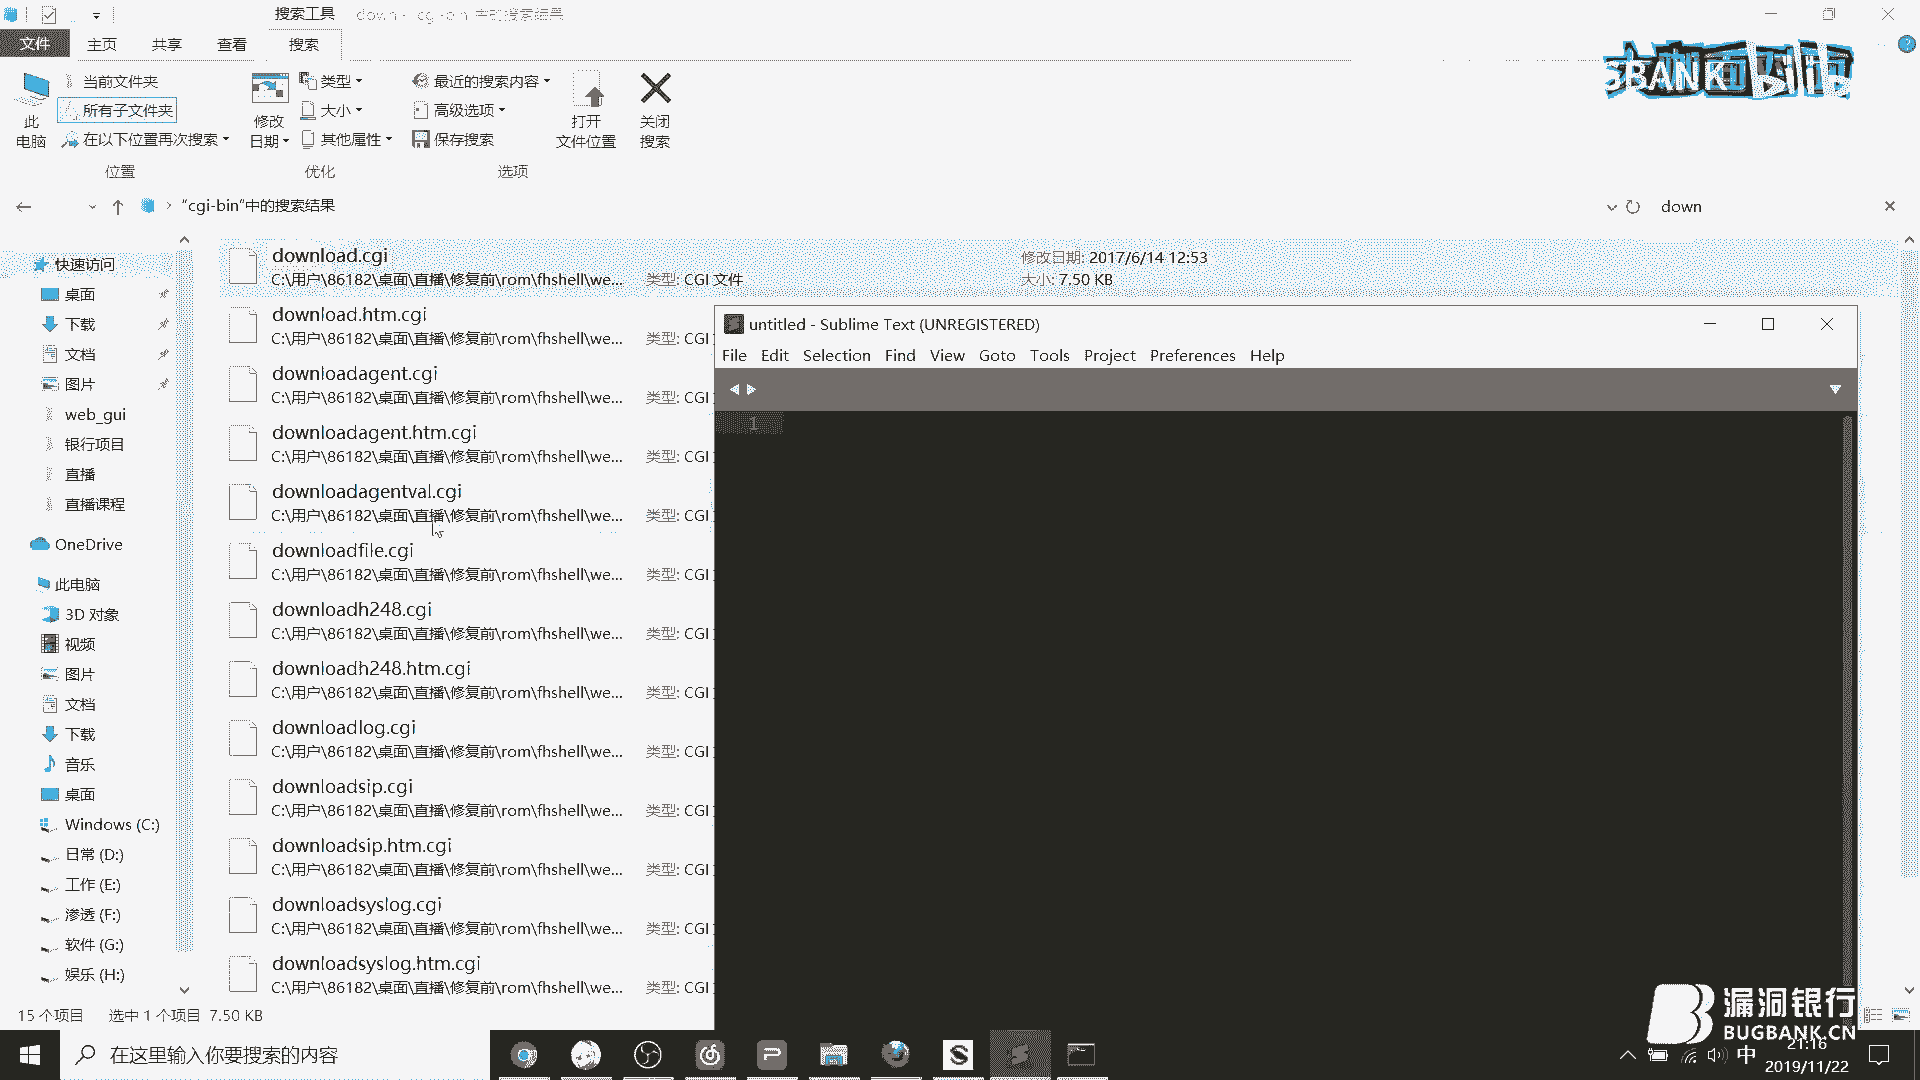 搜索工具
down - cgi-bin 中的搜索结果
文件
主页
共享
查看
搜索
此
电脑
当前文件夹
所有子文件夹
在以下位置再次搜索
位置
修改
日期
类型
大小
其他属性
优化
最近的搜索内容
高级选项
保存搜索
选项
打开
文件位置
关闭
搜索
"cgi-bin"中的搜索结果
down
快速访问
桌面
下载
文档
图片
web_gui
银行项目
直播
直播课程
OneDrive
此电脑
3D 对象
视频
图片
文档
下载
音乐
桌面
Windows (C:)
日常 (D:)
工作 (E:)
渗透 (F:)
软件 (G:)
娱乐 (H:)
download.cgi
修改日期: 2017/6/14 12:53
C:\用户\86182\桌面\直播\修复前\rom\fhshell\we... 类型: CGI 文件
大小: 7.50 KB
download.htm.cgi
C:\用户\86182\桌面\直播\修复前\rom\fhshell\we... 类型: CGI
downloadagent.cgi
C:\用户\86182\桌面\直播\修复前\rom\fhshell\we... 类型: CGI
downloadagent.htm.cgi
C:\用户\86182\桌面\直播\修复前\rom\fhshell\we... 类型: CGI
downloadagentval.cgi
C:\用户\86182\桌面\直播\修复前\rom\fhshell\we... 类型: CGI
downloadfile.cgi
C:\用户\86182\桌面\直播\修复前\rom\fhshell\we... 类型: CGI
downloadh248.cgi
C:\用户\86182\桌面\直播\修复前\rom\fhshell\we... 类型: CGI
downloadh248.htm.cgi
C:\用户\86182\桌面\直播\修复前\rom\fhshell\we... 类型: CGI
downloadlog.cgi
C:\用户\86182\桌面\直播\修复前\rom\fhshell\we... 类型: CGI
downloadsip.cgi
C:\用户\86182\桌面\直播\修复前\rom\fhshell\we... 类型: CGI
downloadsip.htm.cgi
C:\用户\86182\桌面\直播\修复前\rom\fhshell\we... 类型: CGI
downloadsyslog.cgi
C:\用户\86182\桌面\直播\修复前\rom\fhshell\we... 类型: CGI
downloadsyslog.htm.cgi
C:\用户\86182\桌面\直播\修复前\rom\fhshell\we... 类型: CGI
untitled - Sublime Text (UNREGISTERED)
File Edit Selection Find View Goto Tools Project Preferences Help
1
15 个项目 选中 1 个项目 7.50 KB
漏洞银行
BUGBANK.CN
在这里输入你要搜索的内容
中
21:16
2019/11/22